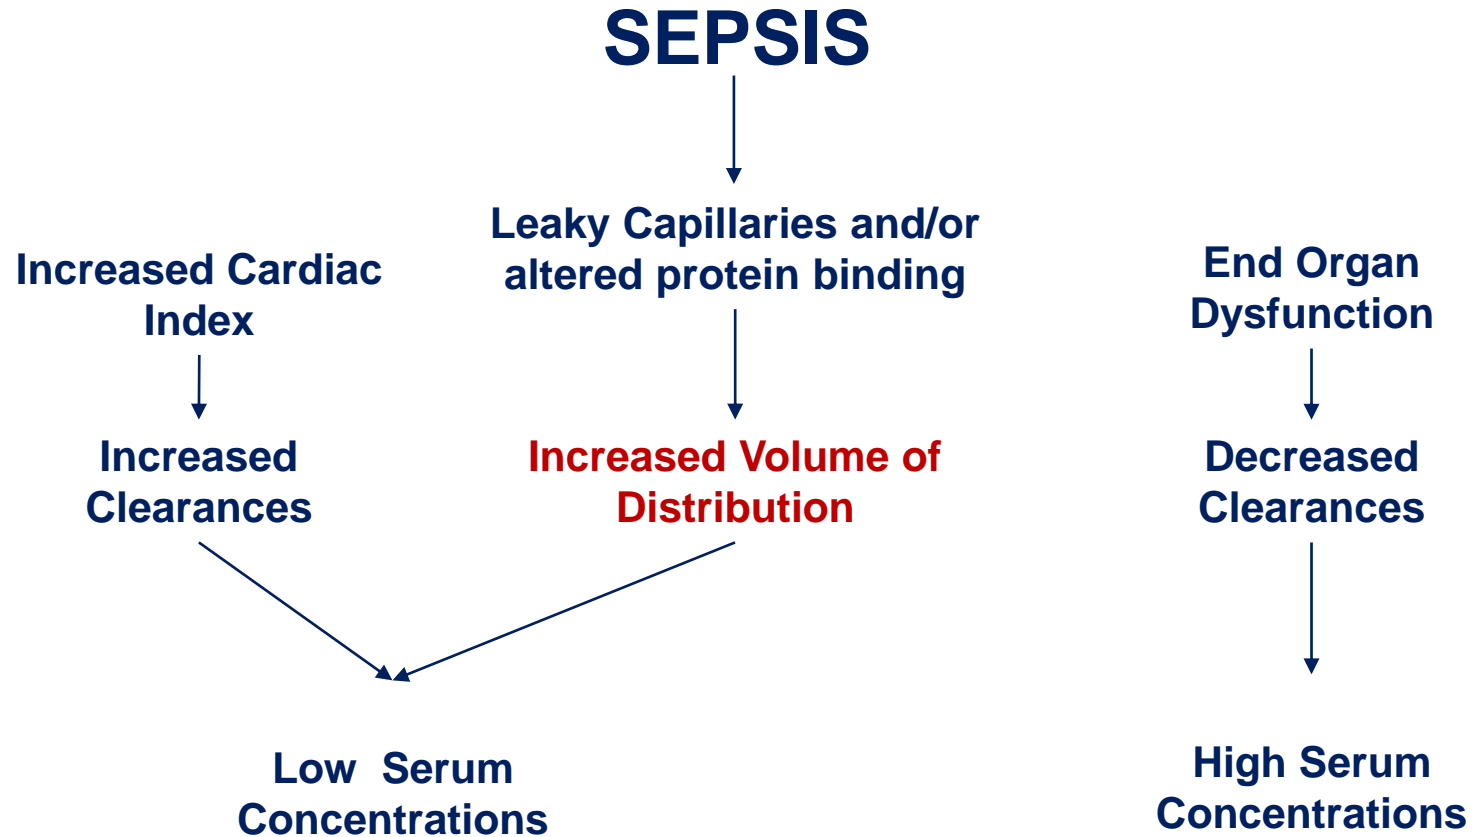 SEPSIS
Leaky Capillaries and/or
altered protein binding
Increased Cardiac
Index
End Organ
Dysfunction
Increased
Clearances
Increased Volume of
Distribution
Decreased
Clearances
Low  Serum
Concentrations
High Serum
Concentrations